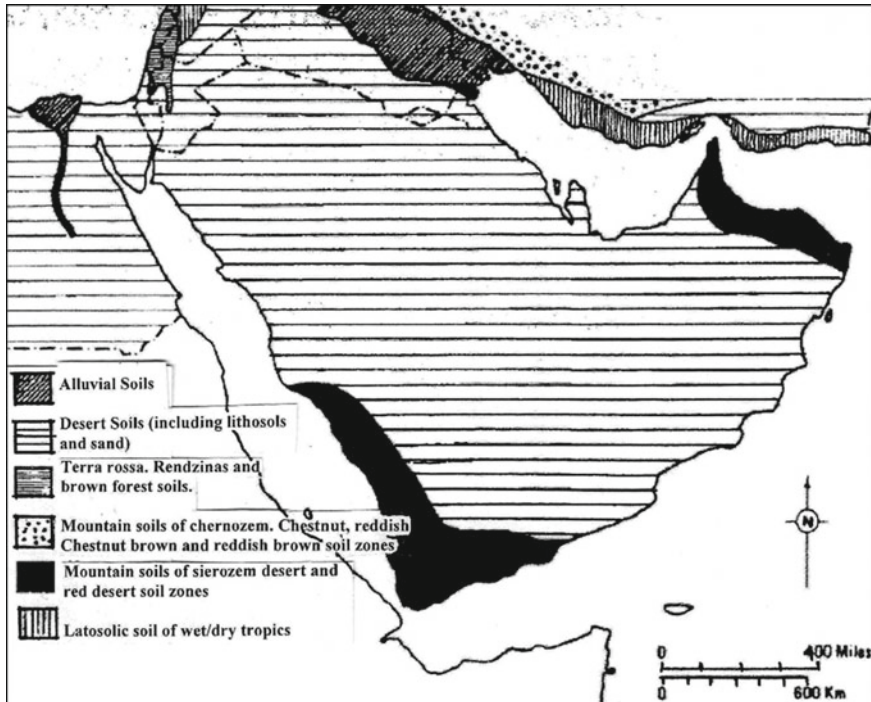 Alluvial Soils
Desert Soils (including lithosols
and sand)
Terra rossa. Rendzinas and
brown forest soils.
Mountain soils of chernozem. Chestnut, reddish
Chestnut brown and reddish brown soil zones
Mountain soils of sierozem desert and
red desert soil zones
Latosolic soil of wet/dry tropics
N
0 400 Miles
0 600 Km